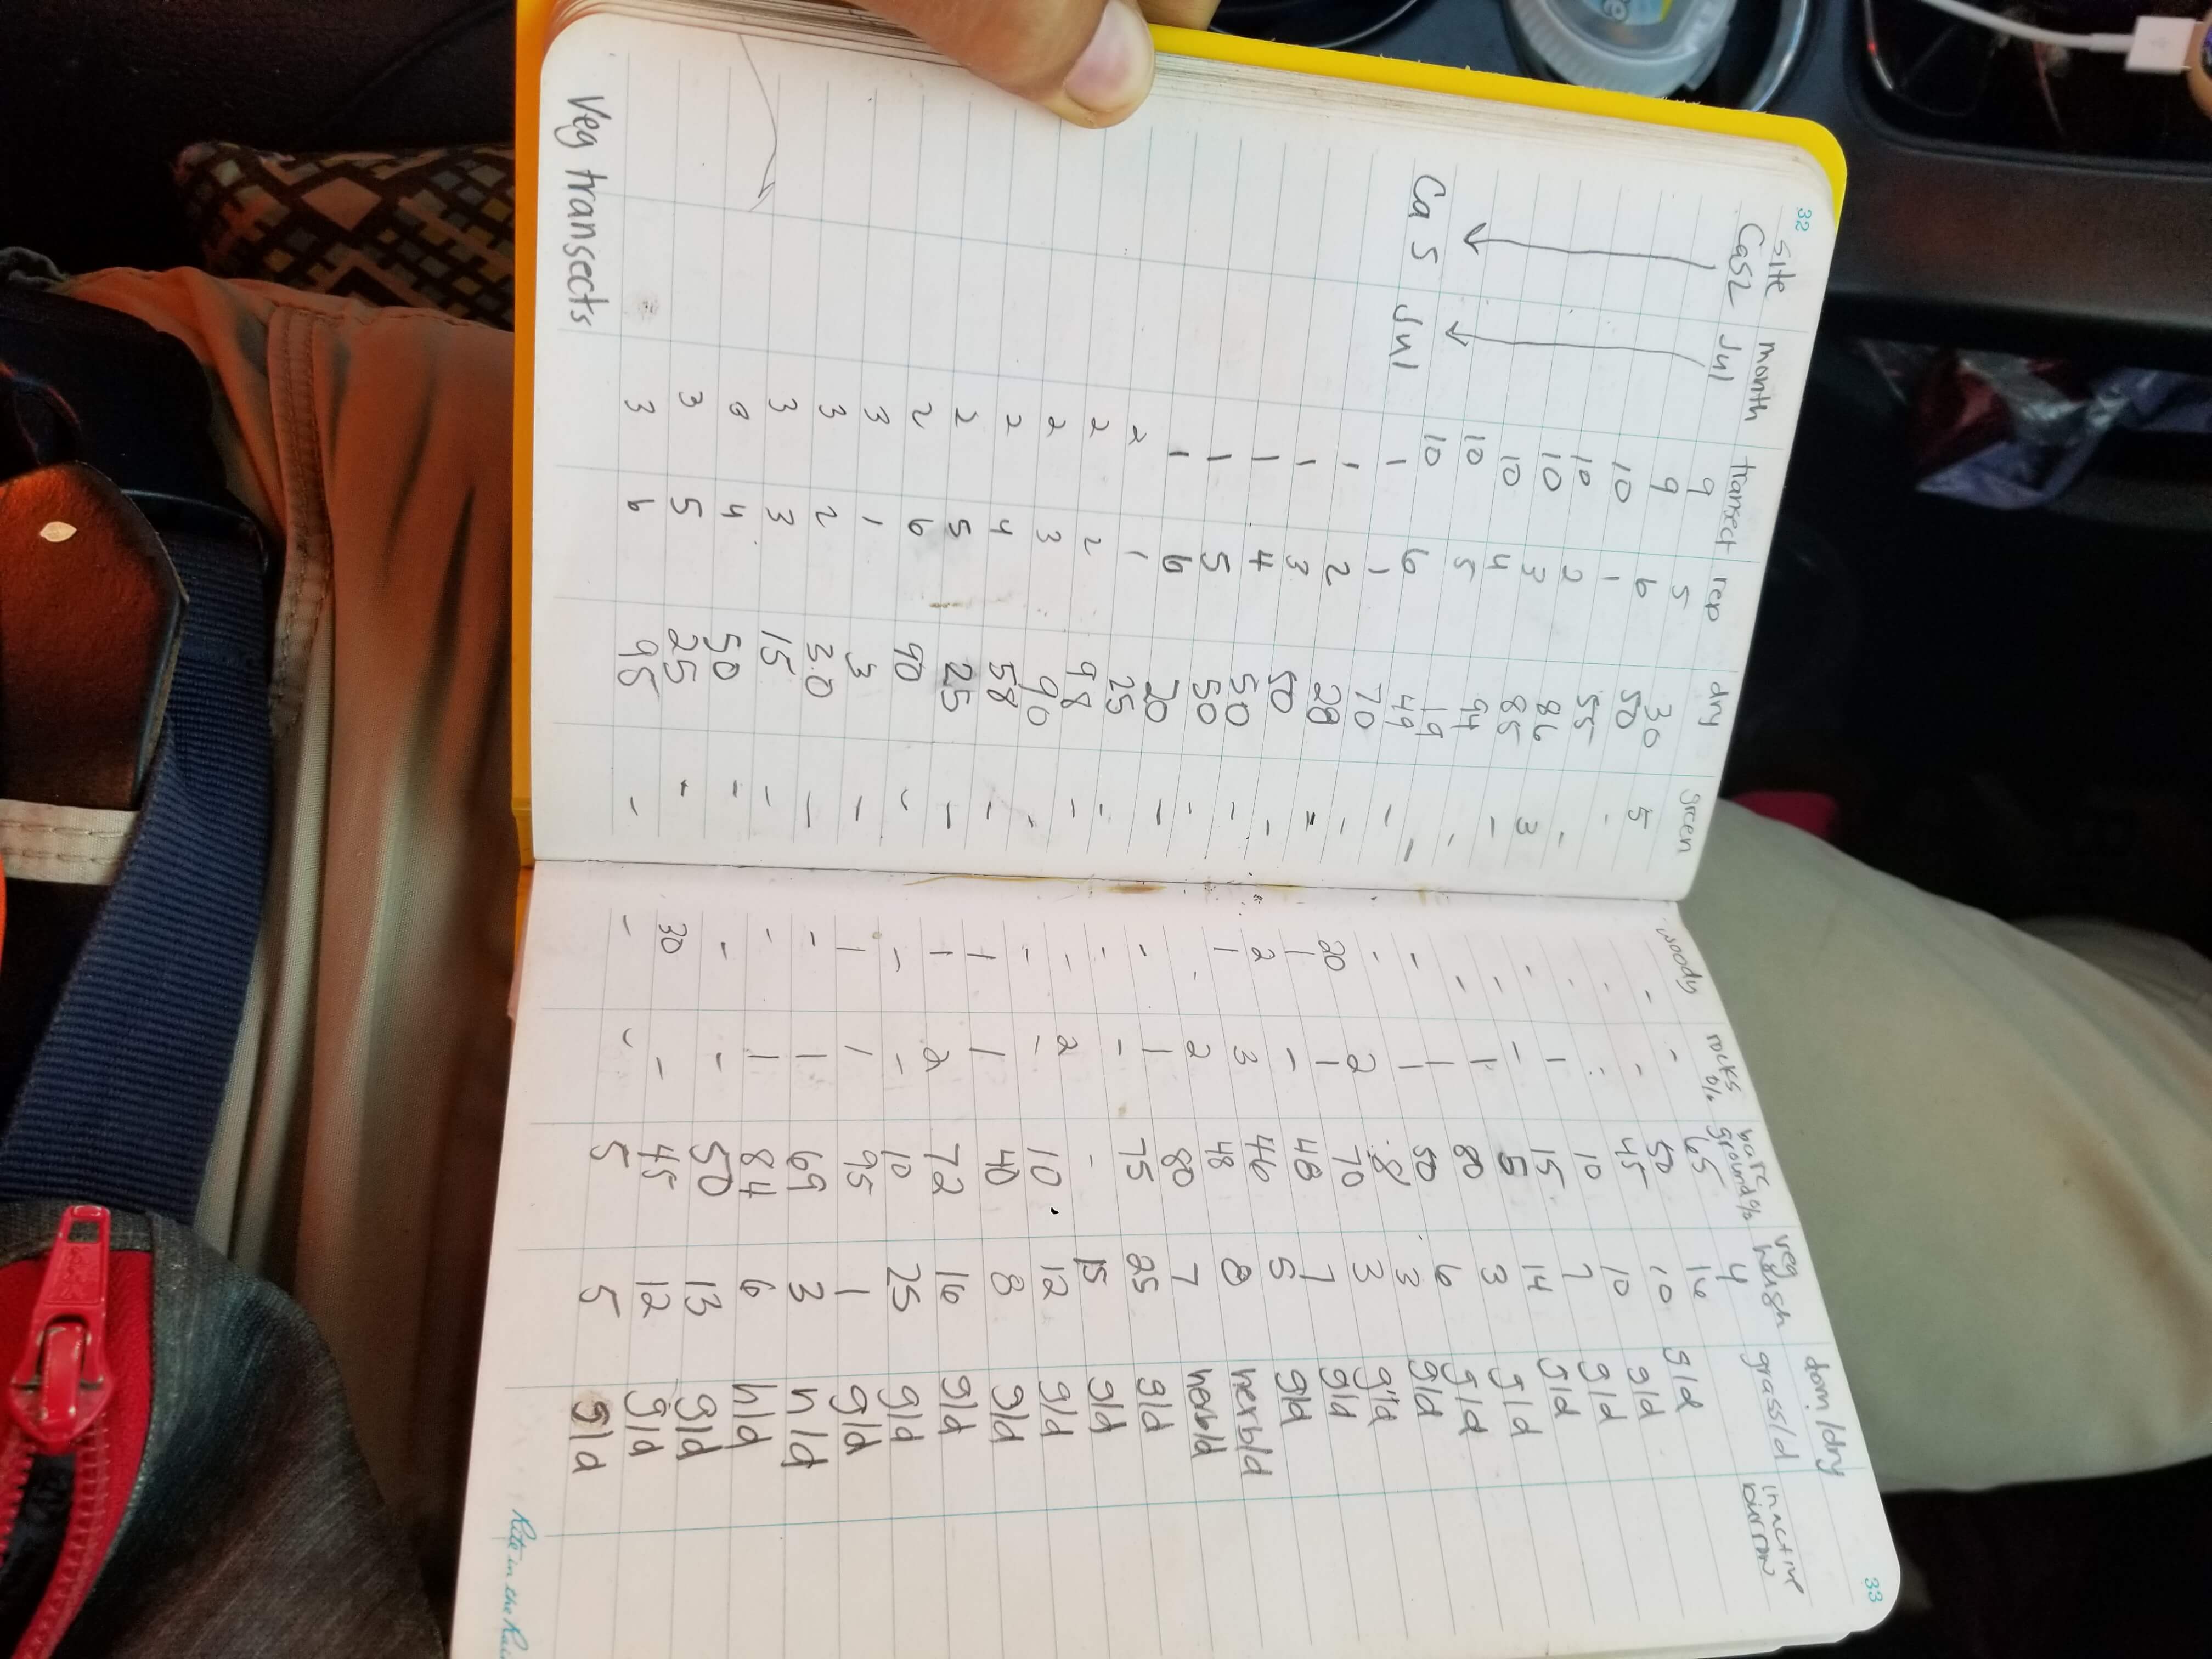 32 33
site month transect rep dry green woody rocks % bare ground % veg heigh dom/dry inactive burrow
CaS2 Jul 9 5 30 5 - - 65 4 grass/d
9 6 50 - - - 50 16
10 1 55 - - - 45 10 g/d
10 2 86 3 - 1 10 10 g/d
10 3 85 - - - 15 7 g/d
10 4 94 - - 1 5 14 g/d
10 5 19 - - 1 80 3 g/d
10 6 49 - - 1 50 6 g/d
CaS Jul 1 1 70 - 20 2 8 3 g/d
1 2 29 - - 1 70 3 g/d
1 3 50 - 2 - 48 7 g/d
1 4 50 - 1 3 46 5 g/d
1 5 50 - - 2 48 8 herb/d
1 6 20 - - - 80 7 herb/d
2 1 25 - - - 75 25 g/d
2 2 98 - - 2 - 15 g/d
2 3 90 - - - 10 12 g/d
2 4 58 - 1 1 40 8 g/d
2 5 25 - 1 2 72 16 g/d
2 6 90 - - - 10 25 g/d
3 1 3 - 1 1 95 1 g/d
3 2 30 - - 1 69 3 h/d
3 3 15 - - 1 84 6 h/d
4 50 - - - 50 13 g/d
3 5 25 - 30 - 45 12 g/d
3 6 95 - - - 5 5 g/d
Veg transects
Rite in the Rain